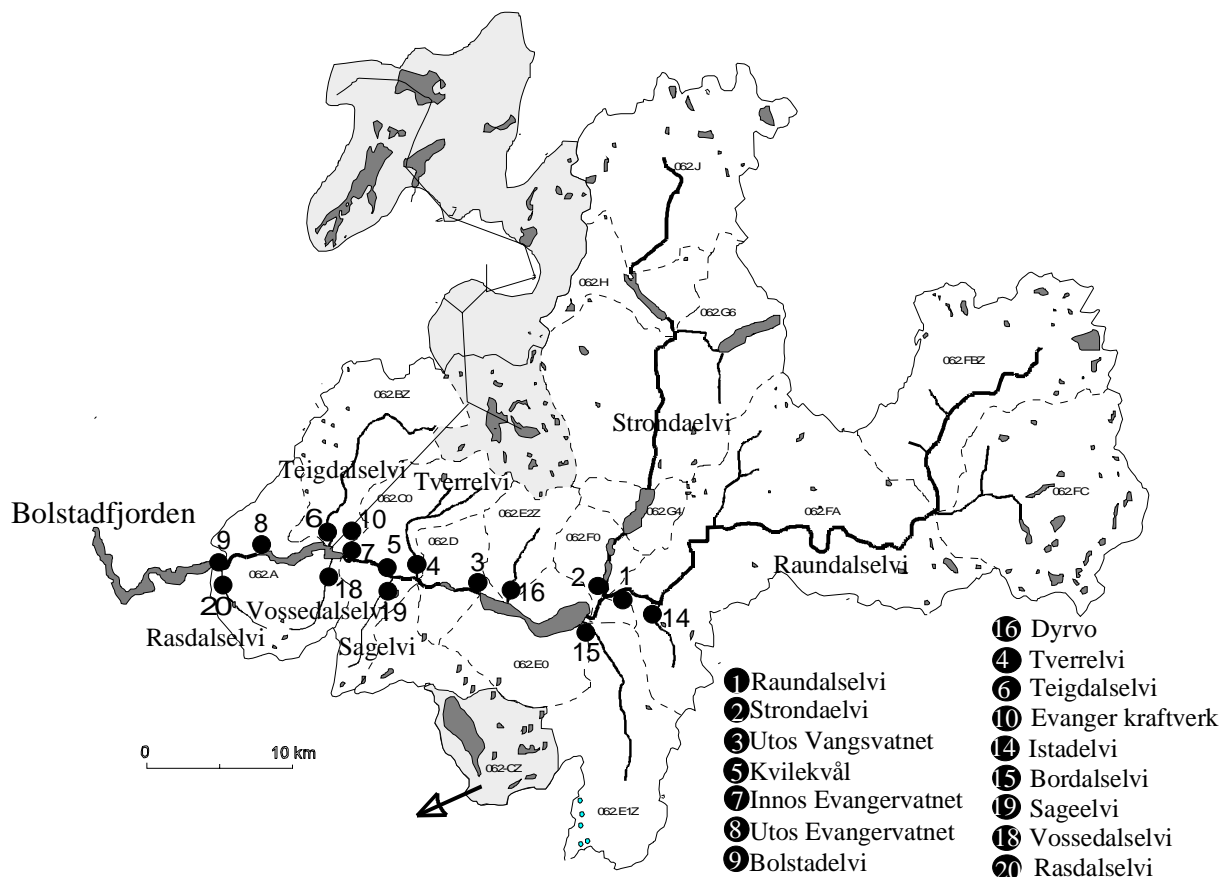 062.J
062.H
062.G6
062.FBZ
062.BZ
Strondaelvi
Teigdalselvi
Tverrelvi
062.C0
062.FC
Bolstadfjorden
062.E2Z
062.G4
062.FA
062.D
062.F0
8
6
10
9
7
5
4
3
2
1
062.A
Raundalselvi
16
18
20
19
14
Vossedalselvi
Rasdalselvi
Sagelvi
15
062.E0
0
10 km
062-CZ
062.E1Z
1 Raundalselvi
2 Strondaelvi
3 Utos Vangsvatnet
5 Kvilekvål
7 Innos Evangervatnet
8 Utos Evangervatnet
9 Bolstadelvi
16 Dyrvo
4 Tverrelvi
6 Teigdalselvi
10 Evanger kraftverk
14 Istadelvi
15 Bordalselvi
19 Sageelvi
18 Vossedalselvi
20 Rasdalselvi